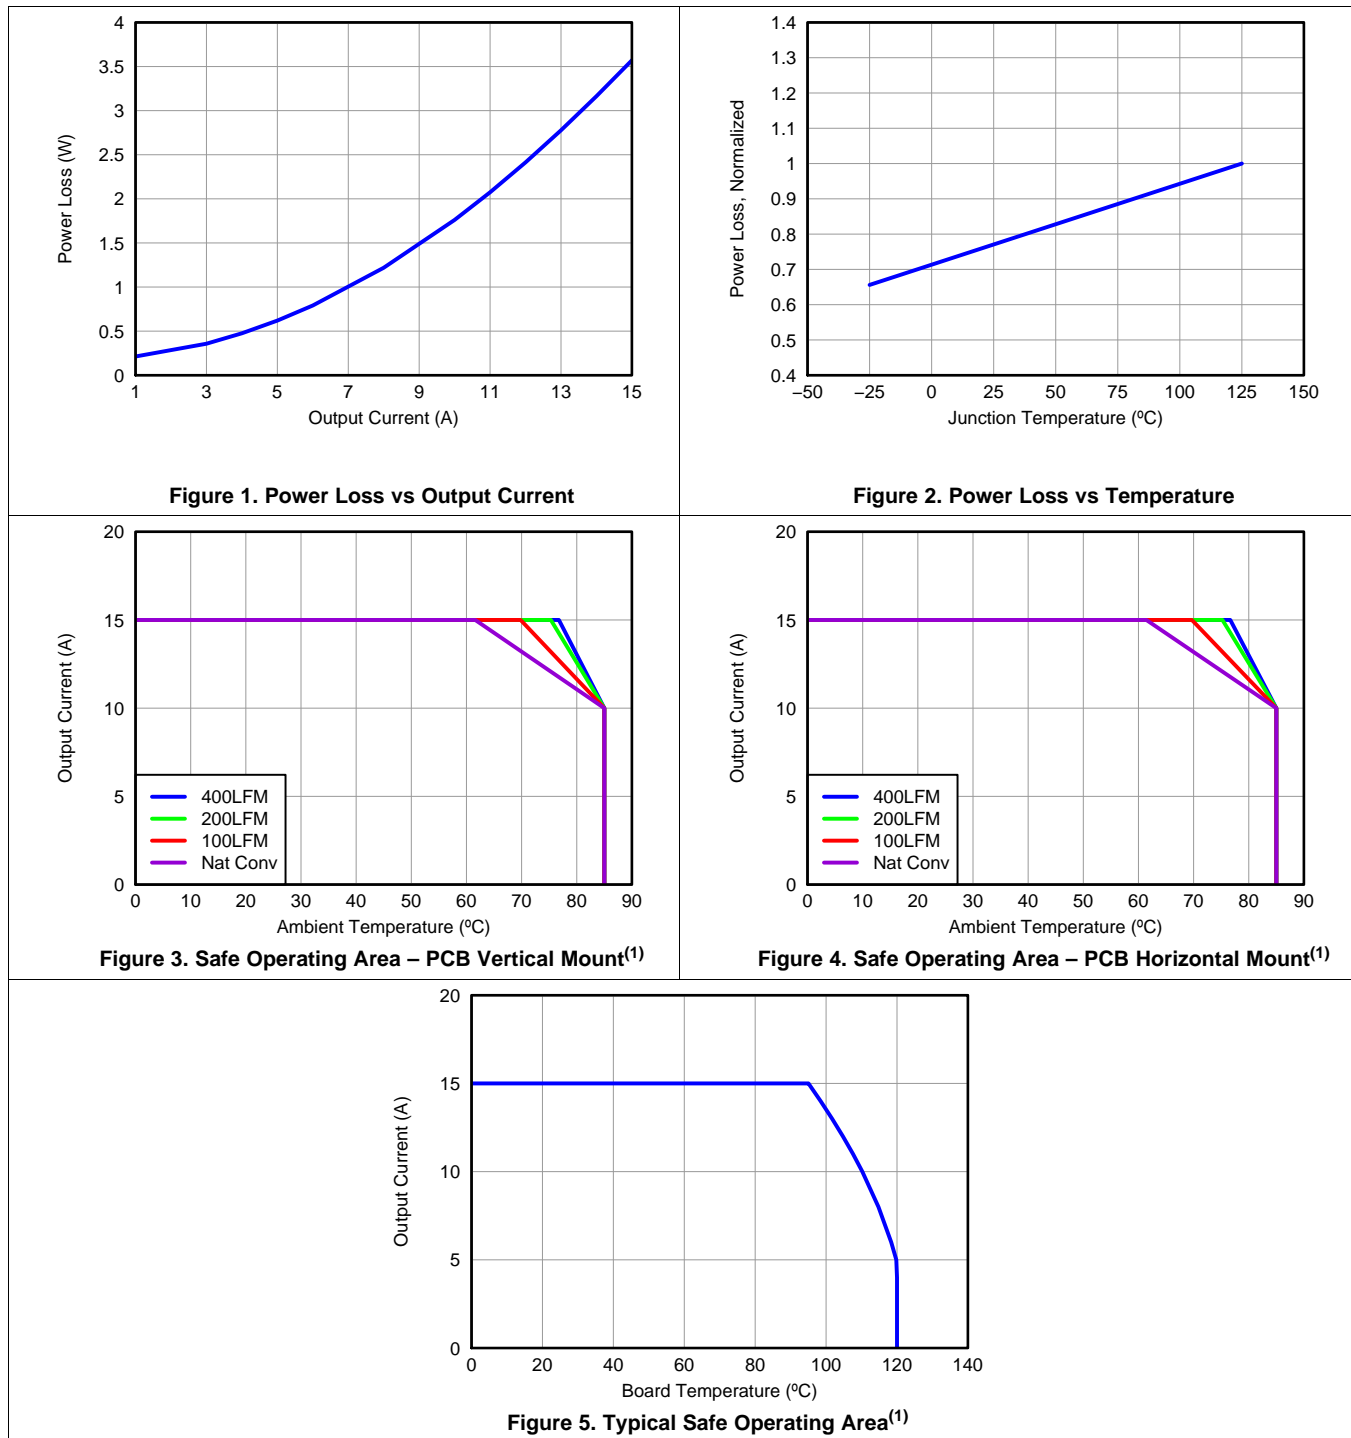 4
3.5
3
2.5
2
1.5
1
0.5
0
1 3 5 7 9 11 13 15
Power Loss (W)
Output Current (A)
Figure 1. Power Loss vs Output Current
1.4
1.3
1.2
1.1
1
0.9
0.8
0.7
0.6
0.5
0.4
−50 −25 0 25 50 75 100 125 150
Power Loss, Normalized
Junction Temperature (ºC)
Figure 2. Power Loss vs Temperature
20
15
10
5
0
0 10 20 30 40 50 60 70 80 90
Output Current (A)
400LFM
200LFM
100LFM
Nat Conv
Ambient Temperature (ºC)
Figure 3. Safe Operating Area – PCB Vertical Mount(1)
20
15
10
5
0
0 10 20 30 40 50 60 70 80 90
Output Current (A)
400LFM
200LFM
100LFM
Nat Conv
Ambient Temperature (ºC)
Figure 4. Safe Operating Area – PCB Horizontal Mount(1)
20
15
10
5
0
0 20 40 60 80 100 120 140
Output Current (A)
Board Temperature (ºC)
Figure 5. Typical Safe Operating Area(1)